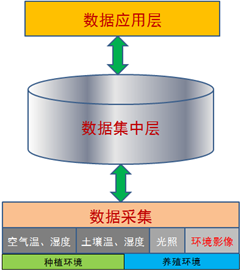 数据应用层
数据集中层
数据采集
空气温、湿度 土壤温、湿度 光照 环境影像
种植环境 养殖环境